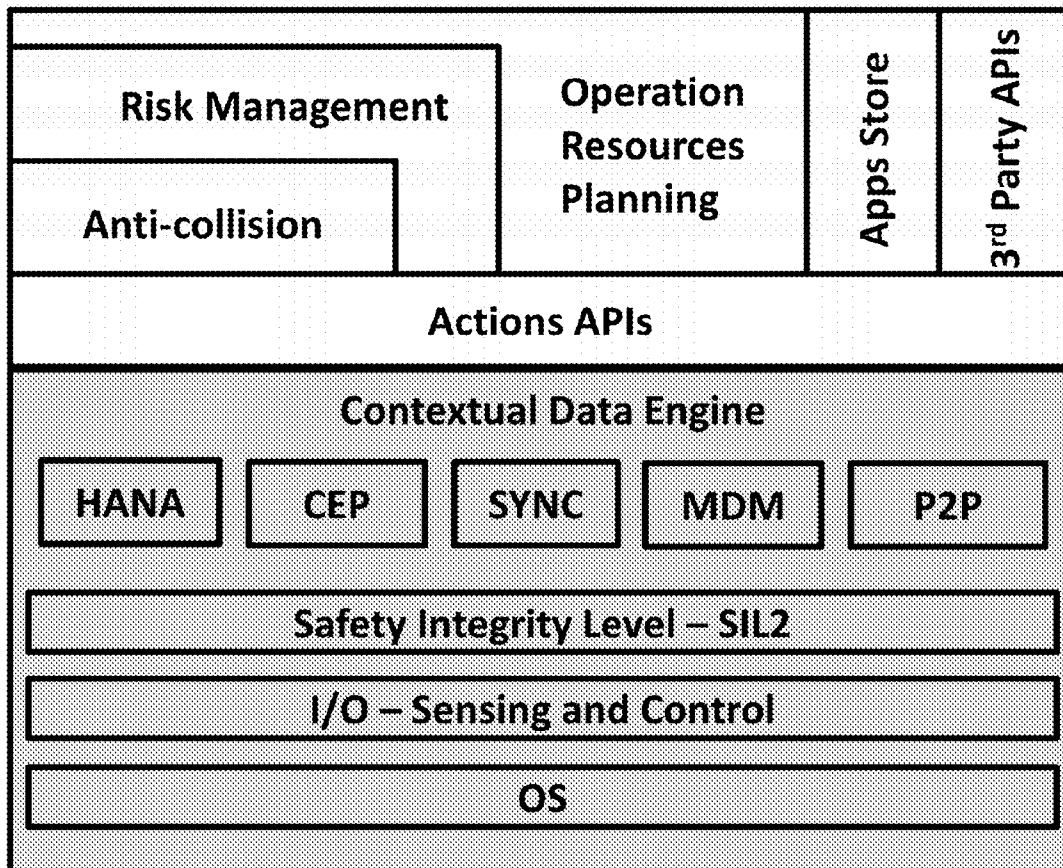 Risk Management
Anti-collision
Operation
Resources
Planning
Apps Store
3rd Party APIs
Actions APIs
Contextual Data Engine
HANA
CEP
SYNC
MDM
P2P
Safety Integrity Level – SIL2
I/O – Sensing and Control
OS